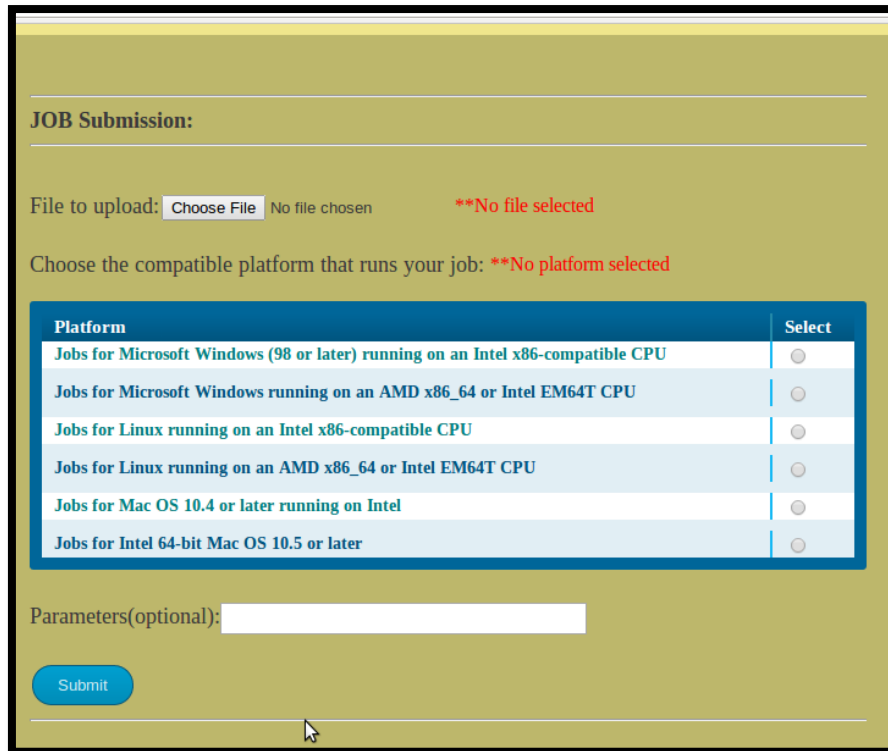 JOB Submission:
File to upload: Choose File No file chosen **No file selected
Choose the compatible platform that runs your job: **No platform selected
Platform Select
Jobs for Microsoft Windows (98 or later) running on an Intel x86-compatible CPU
Jobs for Microsoft Windows running on an AMD x86_64 or Intel EM64T CPU
Jobs for Linux running on an Intel x86-compatible CPU
Jobs for Linux running on an AMD x86_64 or Intel EM64T CPU
Jobs for Mac OS 10.4 or later running on Intel
Jobs for Intel 64-bit Mac OS 10.5 or later
Parameters(optional):
Submit